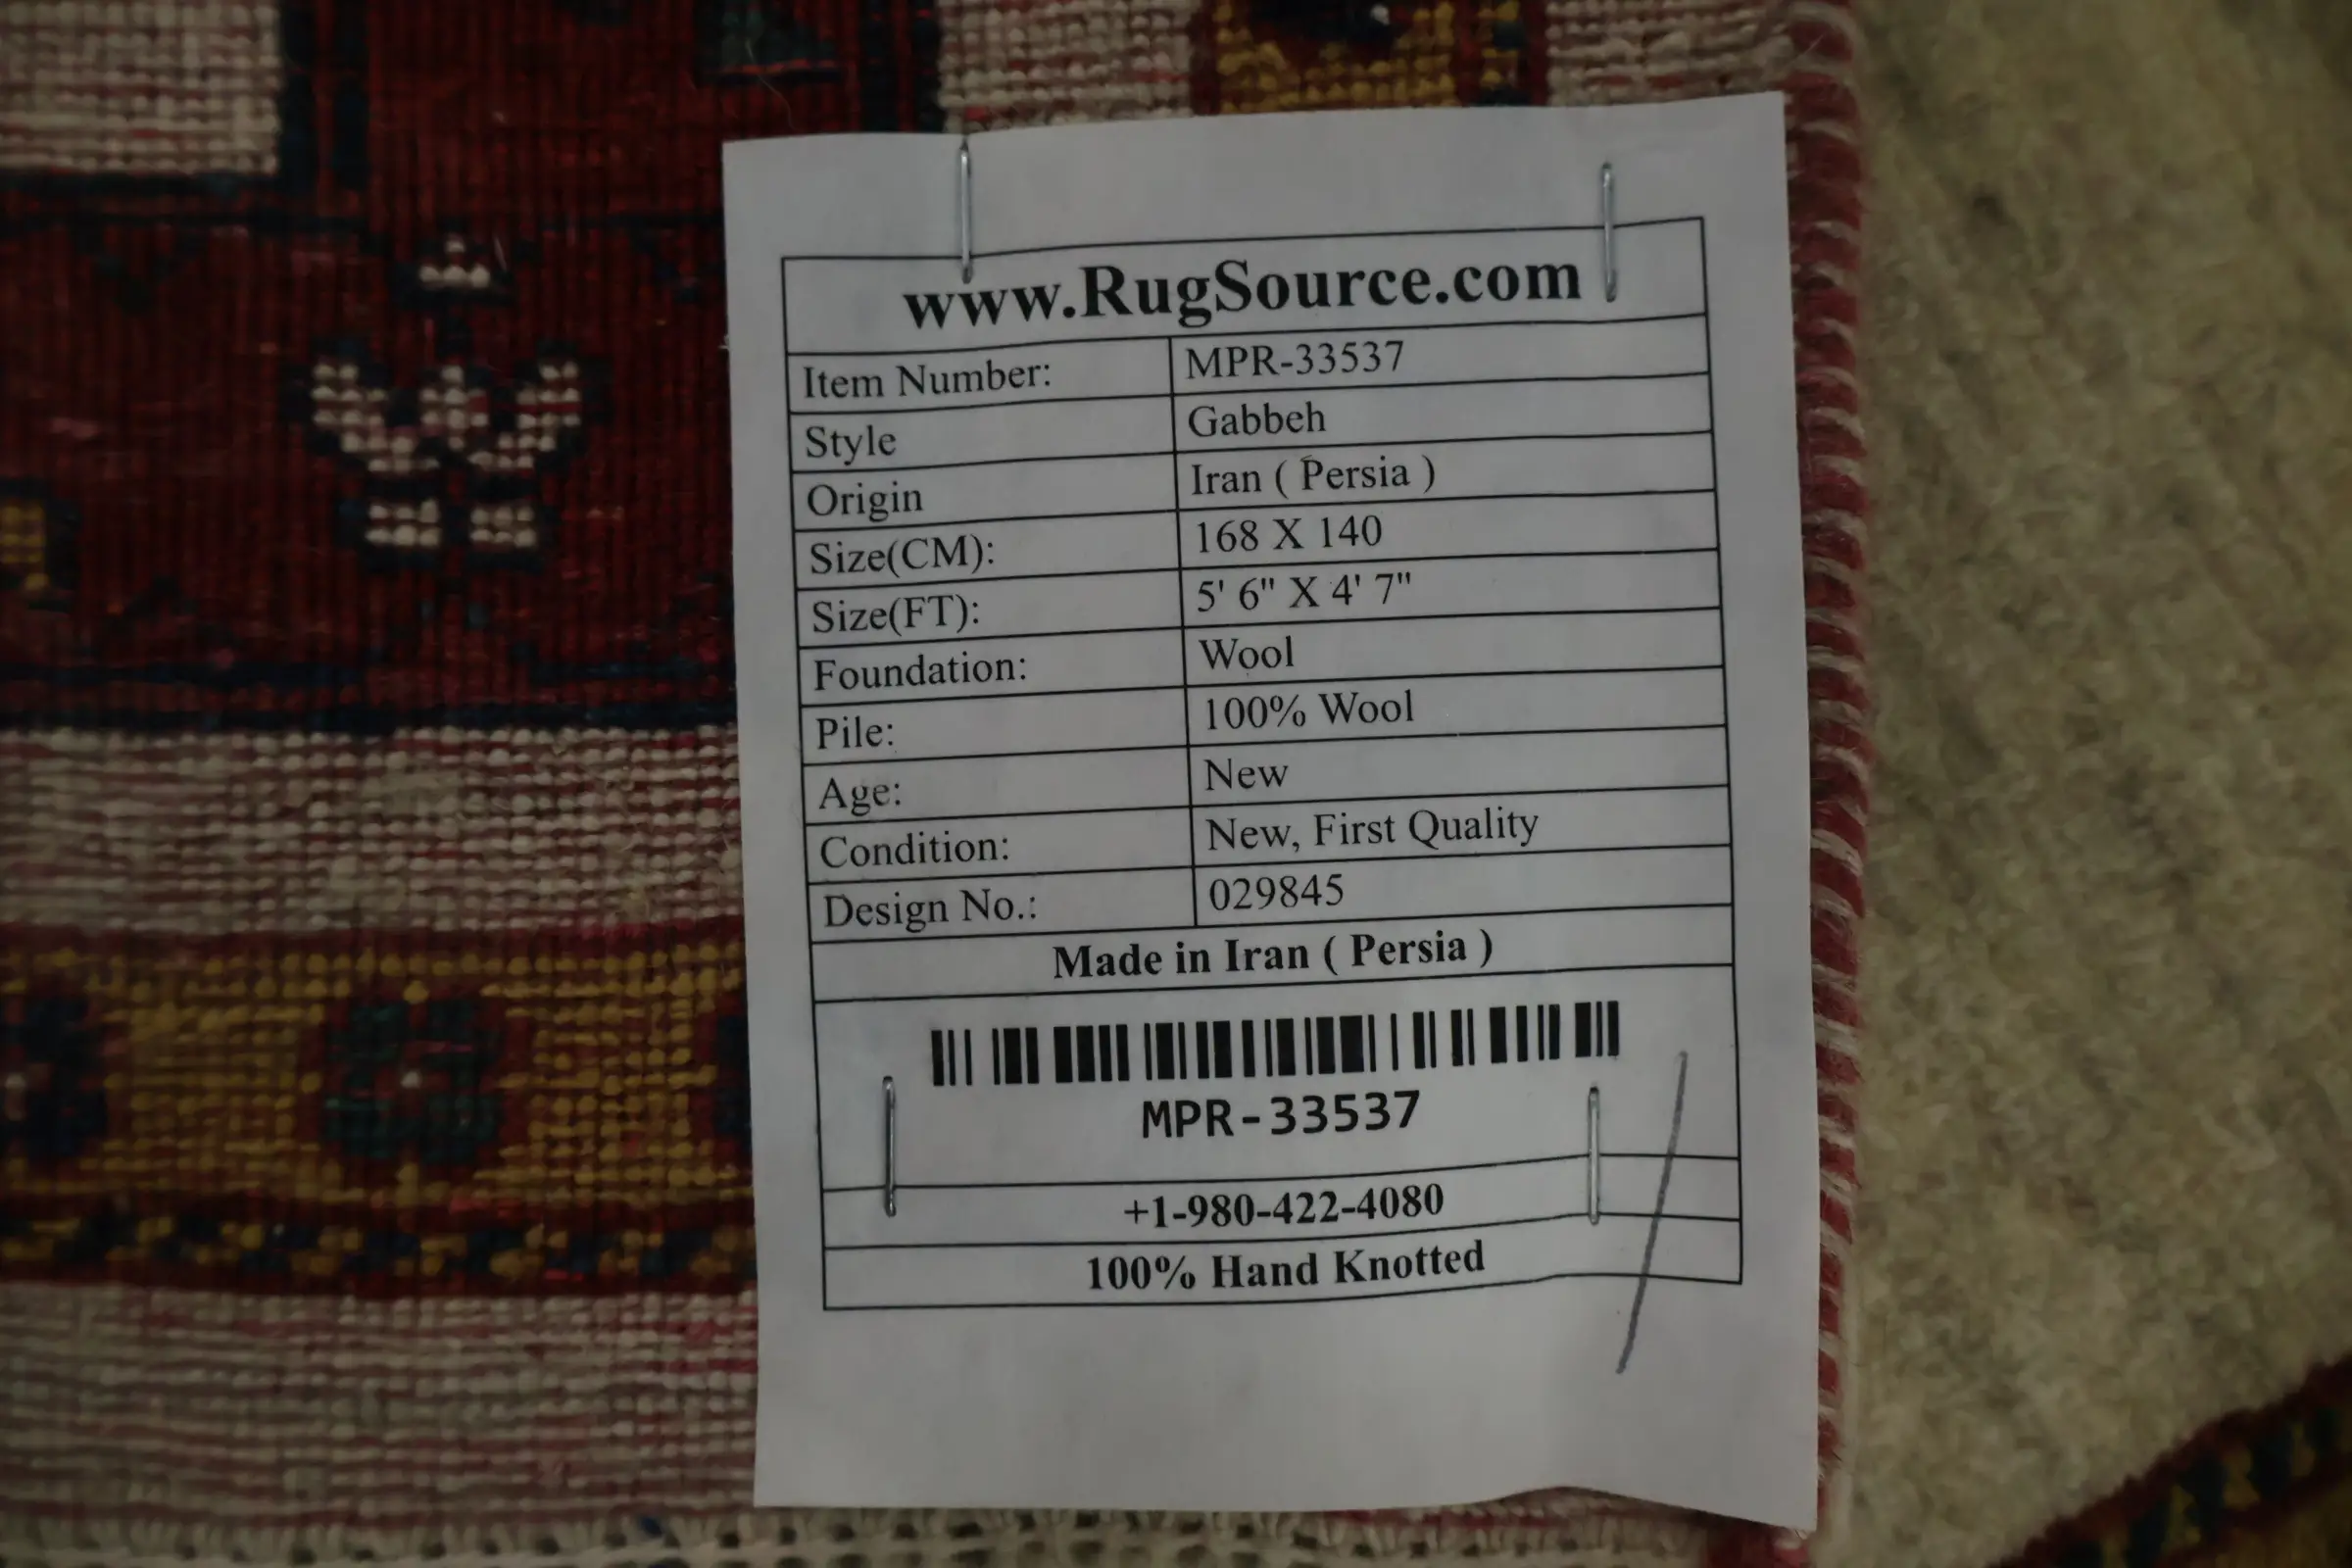 www.RugSource.com
Item Number: MPR-33537
Style Gabbeh
Origin Iran ( Persia )
Size(CM): 168 X 140
Size(FT): 5' 6" X 4' 7"
Foundation: Wool
Pile: 100% Wool
Age: New
Condition: New, First Quality
Design No.: 029845
Made in Iran ( Persia )
MPR-33537
+1-980-422-4080
100% Hand Knotted